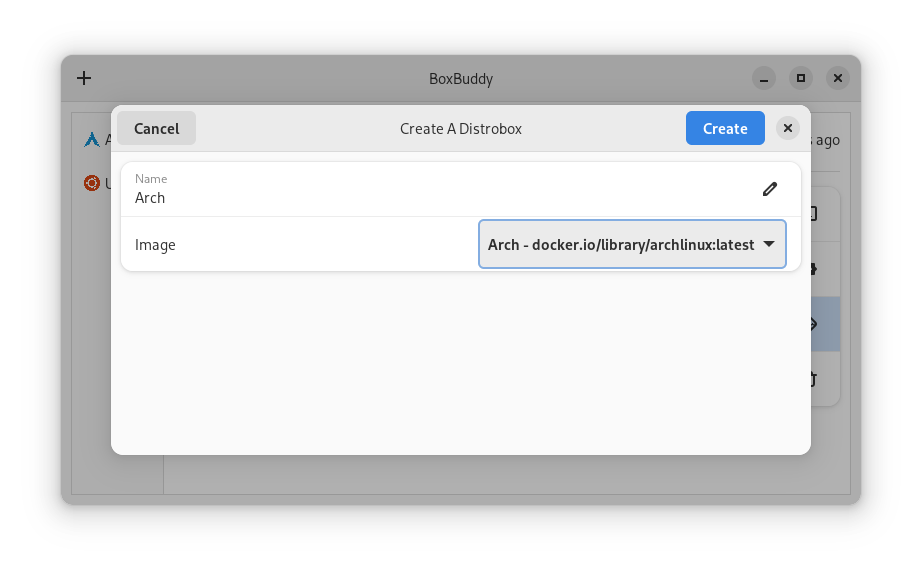 BoxBuddy
Cancel
Create A Distrobox
Create
ago
Name
Arch
Image
Arch - docker.io/library/archlinux:latest